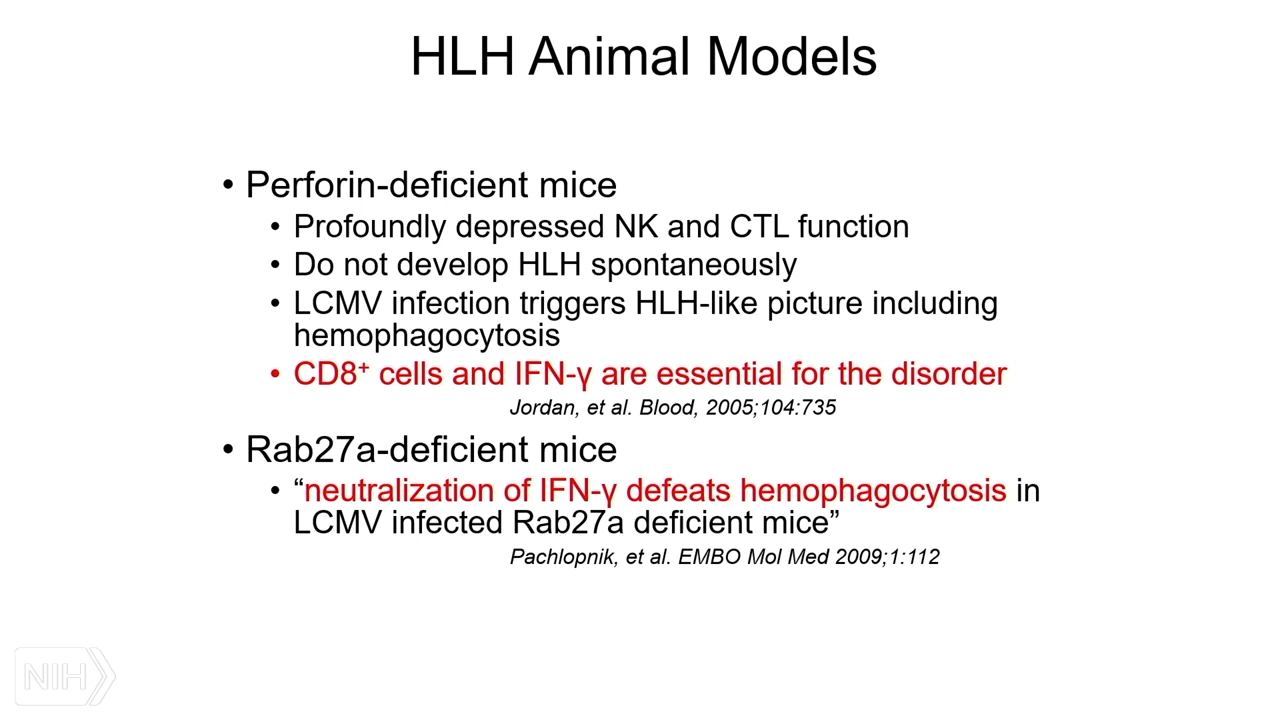 HLH Animal Models
• Perforin-deficient mice
• Profoundly depressed NK and CTL function
• Do not develop HLH spontaneously
• LCMV infection triggers HLH-like picture including
hemophagocytosis
• CD8⁺ cells and IFN-γ are essential for the disorder
Jordan, et al. Blood, 2005;104:735
• Rab27a-deficient mice
• “neutralization of IFN-γ defeats hemophagocytosis in
LCMV infected Rab27a deficient mice”
Pachlopnik, et al. EMBO Mol Med 2009;1:112
NIH